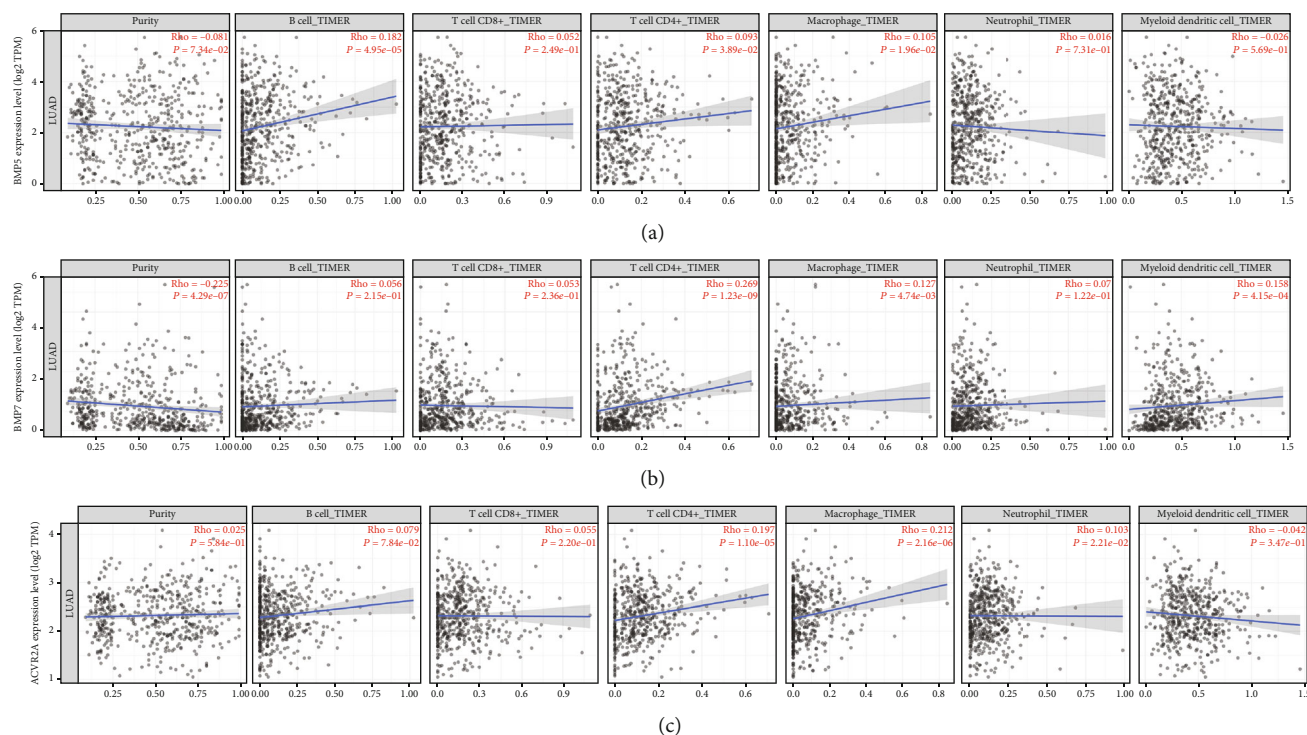 Purity B cell_TIMER T cell CD8+_TIMER T cell CD4+_TIMER Macrophage_TIMER Neutrophil_TIMER Myeloid dendritic cell_TIMER
Rho = −0.081 Rho = 0.182 Rho = 0.052 Rho = 0.093 Rho = 0.105 Rho = 0.016 Rho = −0.026
P = 7.34e−02 P = 4.95e−05 P = 2.49e−01 P = 3.89e−02 P = 1.96e−02 P = 7.31e−01 P = 5.69e−01
BMP5 expression level (log2 TPM)
LUAD
6
4
2
0
0.25 0.50 0.75 1.00 0.00 0.25 0.50 0.75 1.00 0.0 0.3 0.6 0.9 0.0 0.2 0.4 0.6 0.0 0.2 0.4 0.6 0.8 0.00 0.25 0.50 0.75 1.00 0.0 0.5 1.0 1.5
(a)
Purity B cell_TIMER T cell CD8+_TIMER T cell CD4+_TIMER Macrophage_TIMER Neutrophil_TIMER Myeloid dendritic cell_TIMER
Rho = −0.225 Rho = 0.056 Rho = 0.053 Rho = 0.269 Rho = 0.127 Rho = 0.07 Rho = 0.158
P = 4.29e−07 P = 2.15e−01 P = 2.36e−01 P = 1.23e−09 P = 4.74e−03 P = 1.22e−01 P = 4.15e−04
BMP7 expression level (log2 TPM)
LUAD
6
4
2
0
0.25 0.50 0.75 1.00 0.00 0.25 0.50 0.75 1.00 0.0 0.3 0.6 0.9 0.0 0.2 0.4 0.6 0.0 0.2 0.4 0.6 0.8 0.00 0.25 0.50 0.75 1.00 0.0 0.5 1.0 1.5
(b)
Purity B cell_TIMER T cell CD8+_TIMER T cell CD4+_TIMER Macrophage_TIMER Neutrophil_TIMER Myeloid dendritic cell_TIMER
Rho = 0.025 Rho = 0.079 Rho = 0.055 Rho = 0.197 Rho = 0.212 Rho = 0.103 Rho = −0.042
P = 5.84e−01 P = 7.84e−02 P = 2.20e−01 P = 1.10e−05 P = 2.16e−06 P = 2.21e−02 P = 3.47e−01
ACVR2A expression level (log2 TPM)
LUAD
4
3
2
1
0.25 0.50 0.75 1.00 0.00 0.25 0.50 0.75 1.00 0.0 0.3 0.6 0.9 0.0 0.2 0.4 0.6 0.0 0.2 0.4 0.6 0.8 0.00 0.25 0.50 0.75 1.00 0.0 0.5 1.0 1.5
(c)